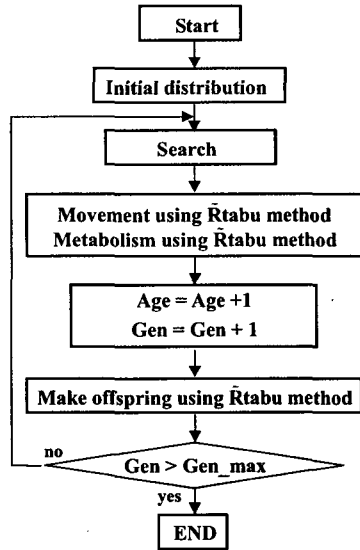 Start
Initial distribution
Search
Movement using R̃tabu method
Metabolism using R̃tabu method
Age = Age +1
Gen = Gen + 1
Make offspring using R̃tabu method
no
Gen > Gen_max
yes
END